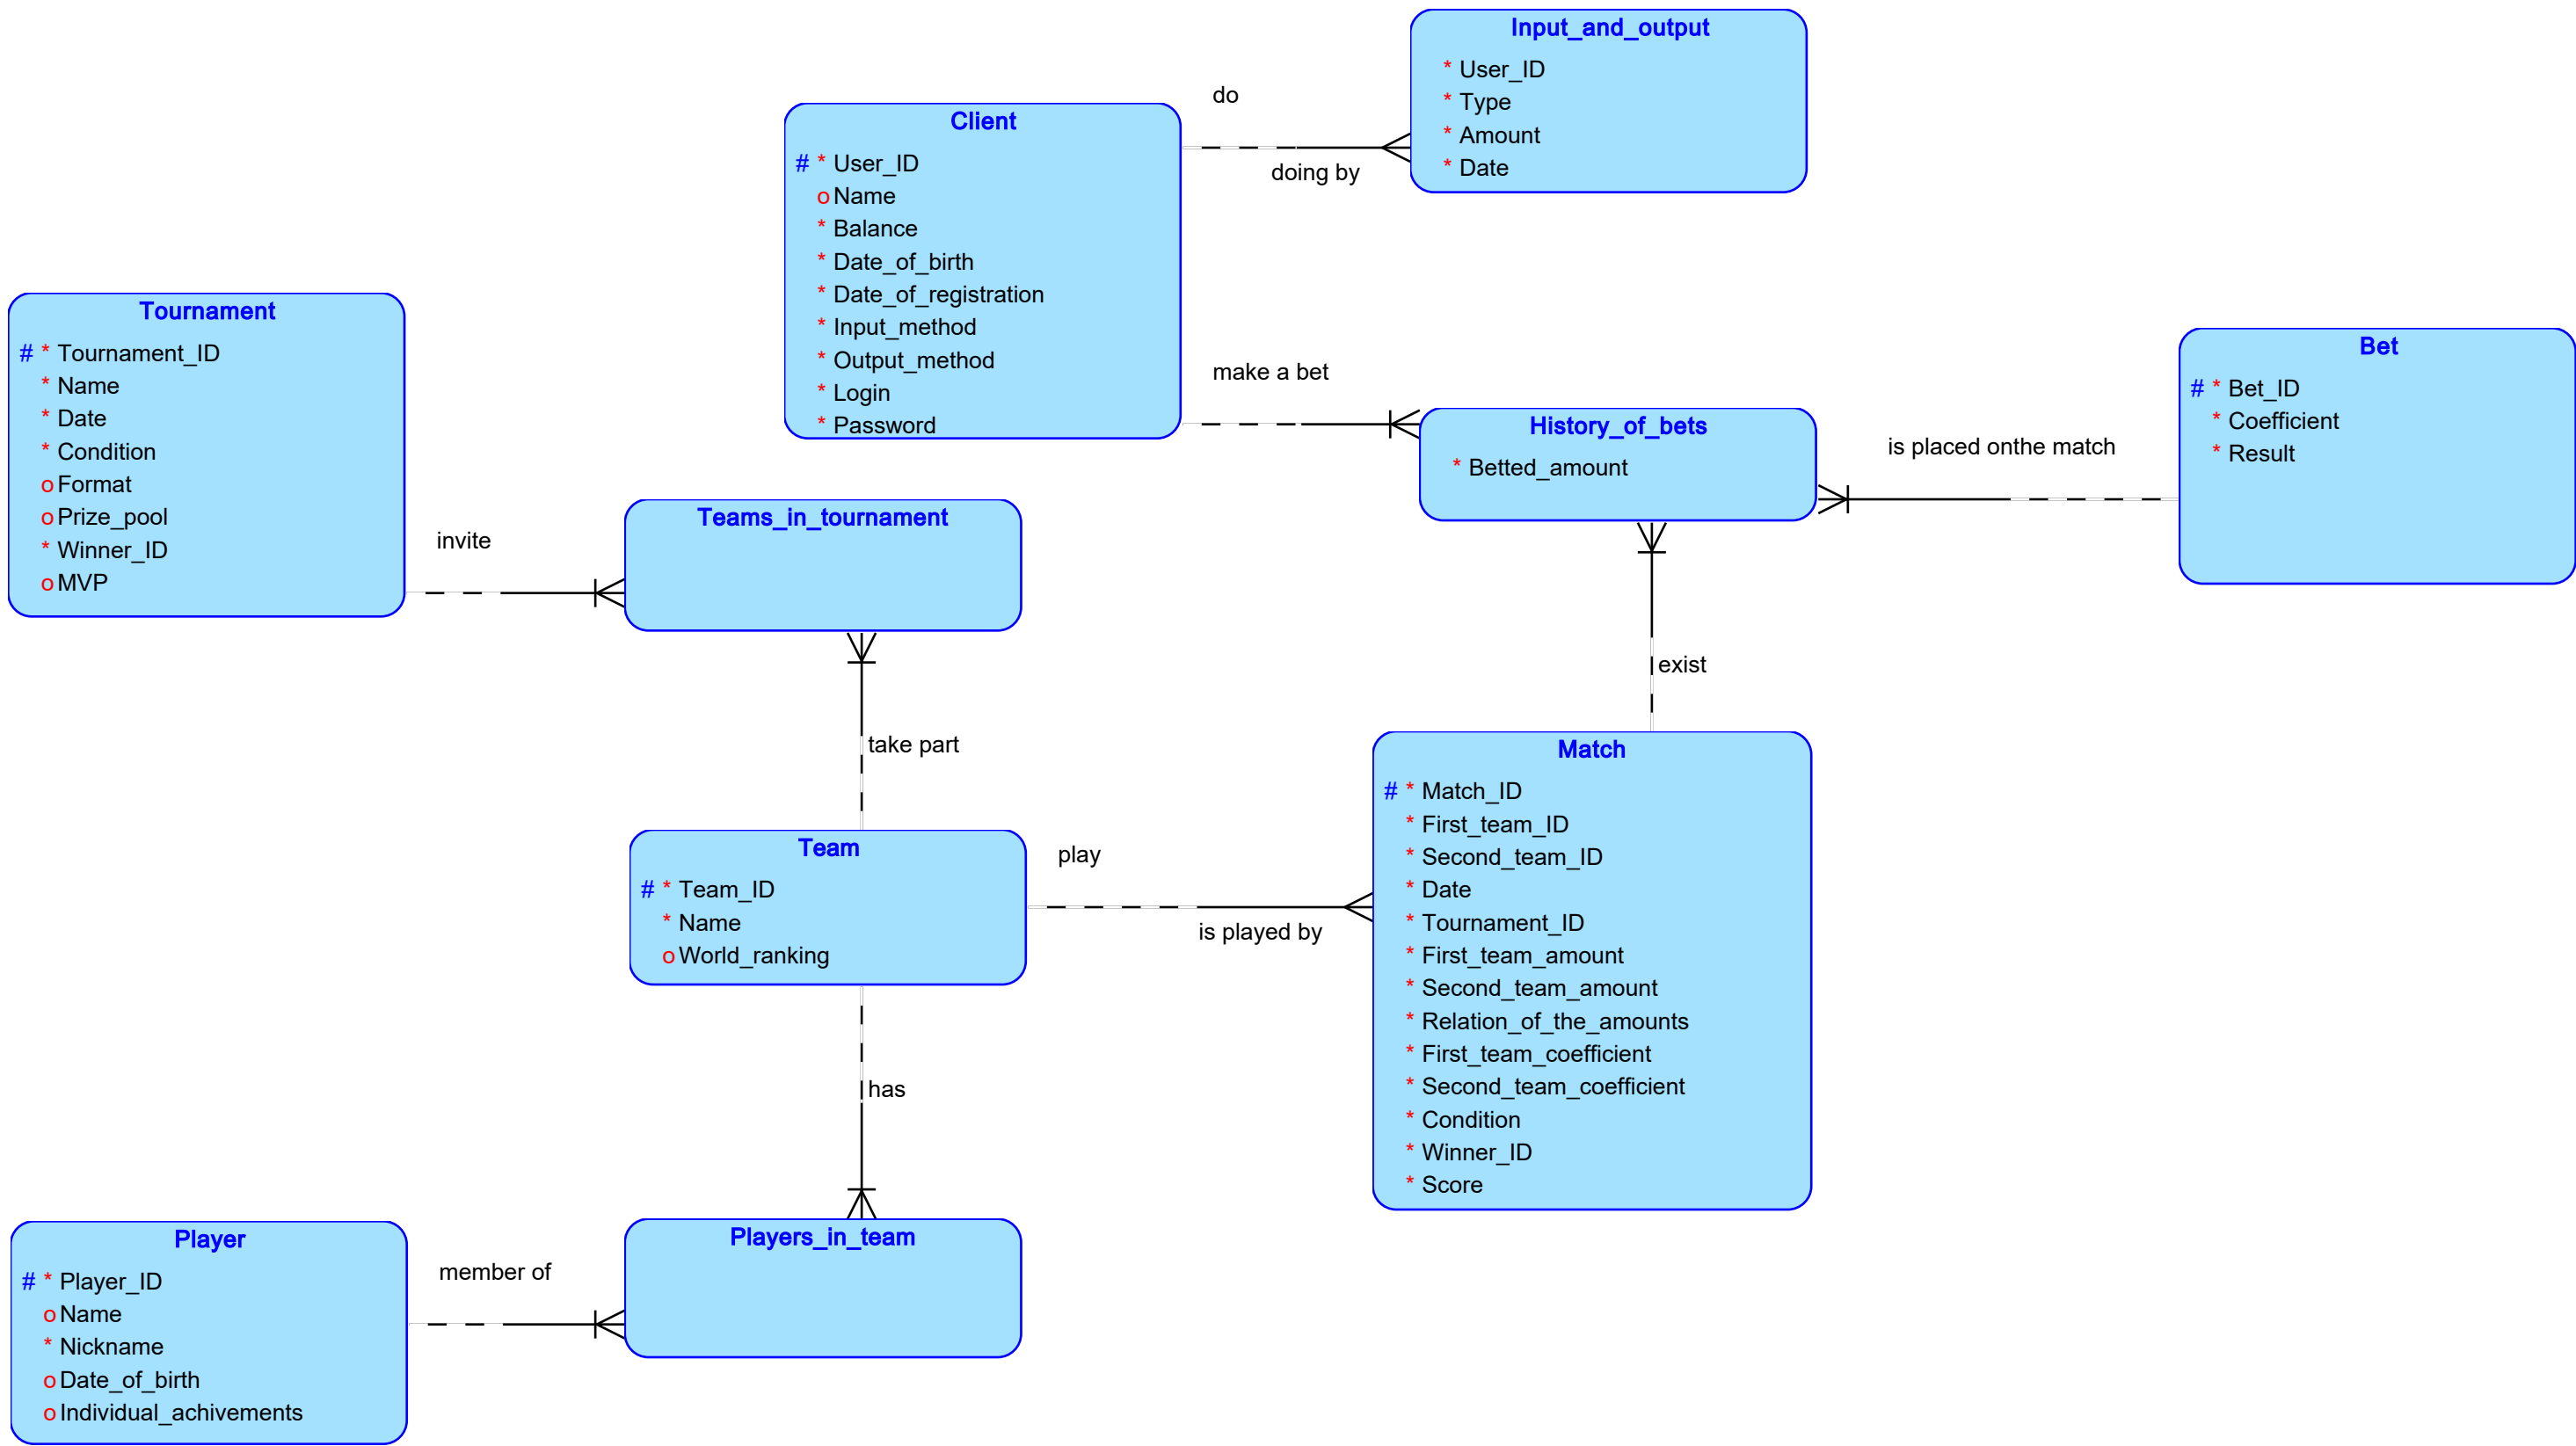 Input_and_output
* User_ID
* Type
* Amount
* Date
do
doing by
Client
# * User_ID
o Name
* Balance
* Date_of_birth
* Date_of_registration
* Input_method
* Output_method
* Login
* Password
Tournament
# * Tournament_ID
* Name
* Date
* Condition
o Format
o Prize_pool
* Winner_ID
o MVP
make a bet
History_of_bets
* Betted_amount
is placed onthe match
Bet
# * Bet_ID
* Coefficient
* Result
invite
Teams_in_tournament
exist
take part
Team
# * Team_ID
* Name
o World_ranking
play
is played by
Match
# * Match_ID
* First_team_ID
* Second_team_ID
* Date
* Tournament_ID
* First_team_amount
* Second_team_amount
* Relation_of_the_amounts
* First_team_coefficient
* Second_team_coefficient
* Condition
* Winner_ID
* Score
has
Player
# * Player_ID
o Name
* Nickname
o Date_of_birth
o Individual_achivements
member of
Players_in_team